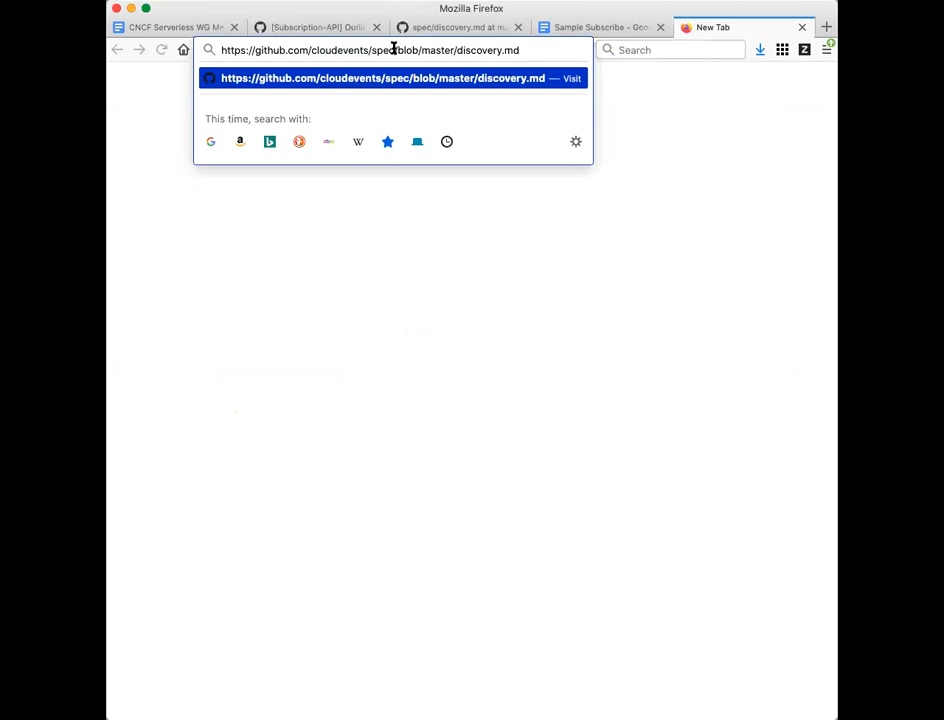 Mozilla Firefox
CNCF Serverless WG Me
[Subscription-API] Outli
spec/discovery.md at ma
Sample Subscribe - Goo
New Tab
https://github.com/cloudevents/spec/blob/master/discovery.md
Search
https://github.com/cloudevents/spec/blob/master/discovery.md — Visit
This time, search with: